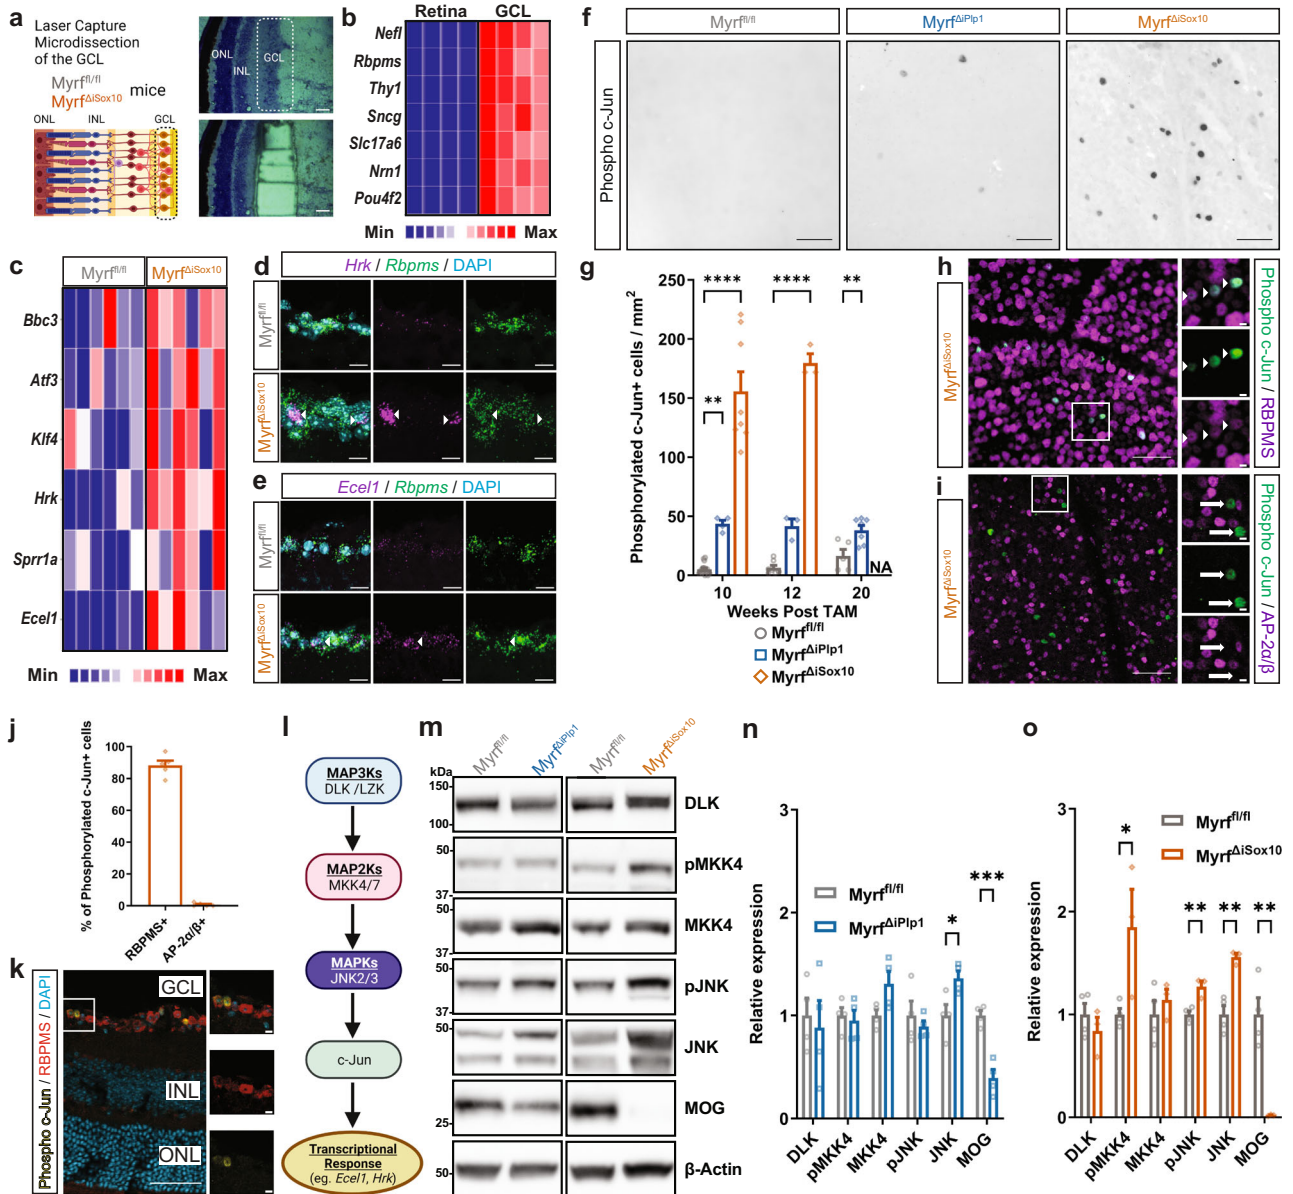 a
Laser Capture
Microdissection
of the GCL
Myrf^fl/fl
Myrf^ΔiSox10
mice
ONL INL GCL
ONL
INL
GCL
b
Retina GCL
Nefl
Rbpms
Thy1
Sncg
Slc17a6
Nrn1
Pou4f2
Min Max
c
Myrf^fl/fl Myrf^ΔiSox10
Bbc3
Atf3
Klf4
Hrk
Sprr1a
Ecel1
Min Max
d
Hrk / Rbpms / DAPI
Myrf^fl/fl
Myrf^ΔiSox10
e
Ecel1 / Rbpms / DAPI
Myrf^fl/fl
Myrf^ΔiSox10
f
Myrf^fl/fl Myrf^ΔiPlp1 Myrf^ΔiSox10
Phospho c-Jun
g
Phosphorylated c-Jun+ cells / mm²
250
200
150
100
50
0
**** **** **
**
NA
10 12 20
Weeks Post TAM
Myrf^fl/fl
Myrf^ΔiPlp1
Myrf^ΔiSox10
h
Myrf^ΔiSox10
Phospho c-Jun / RBPMS
i
Myrf^ΔiSox10
Phospho c-Jun / AP-2α/β
j
% of Phosphorylated c-Jun+ cells
100
80
60
40
20
0
RBPMS+ AP-2α/β+
k
Phospho c-Jun / RBPMS / DAPI
GCL
INL
ONL
l
MAP3Ks
DLK /LZK
MAP2Ks
MKK4/7
MAPKs
JNK2/3
c-Jun
Transcriptional
Response
(eg. Ecel1, Hrk)
m
Myrf^fl/fl Myrf^ΔiPlp1 Myrf^fl/fl Myrf^ΔiSox10
kDa
150
100
DLK
50
37
pMKK4
50
37
MKK4
50
37
pJNK
50
JNK
25
MOG
50
β-Actin
n
Relative expression
3
2
1
0
Myrf^fl/fl
Myrf^ΔiPlp1
* ***
DLK pMKK4 MKK4 pJNK JNK MOG
o
Relative expression
3
2
1
0
Myrf^fl/fl
Myrf^ΔiSox10
* ** ** **
DLK pMKK4 MKK4 pJNK JNK MOG